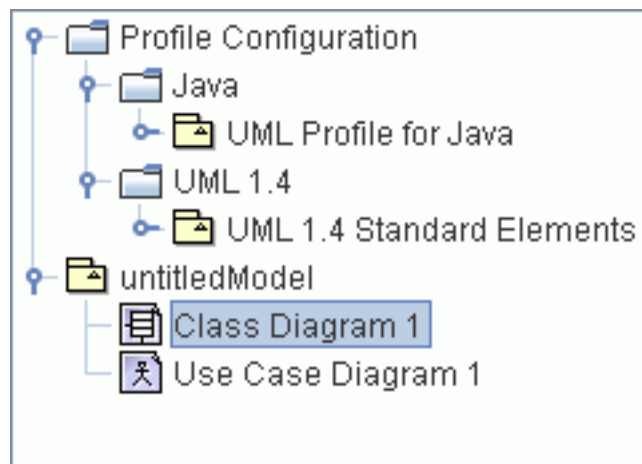 Profile Configuration
Java
UML Profile for Java
UML 1.4
UML 1.4 Standard Elements
untitledModel
Class Diagram 1
Use Case Diagram 1